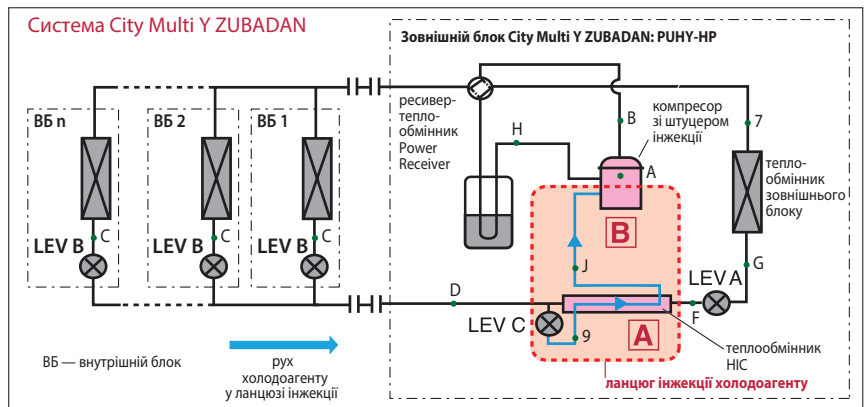 Система City Multi Y ZUBADAN
Зовнішній блок City Multi Y ZUBADAN: PUHY-HP
ВБ n
ВБ 2
ВБ 1
ресивер-
тепло-
обмінник
Power
Receiver
H
B
компресор
зі штуцером
інжекції
A
7
тепло-
обмінник
зовнішнього
блоку
C
C
C
LEV B
LEV B
LEV B
B
J
G
LEV A
D
F
LEV C
9
A
теплообмінник
HIC
ланцюг інжекції холодоагенту
ВБ — внутрішній блок
рух
холодоагенту
у ланцюзі інжекції